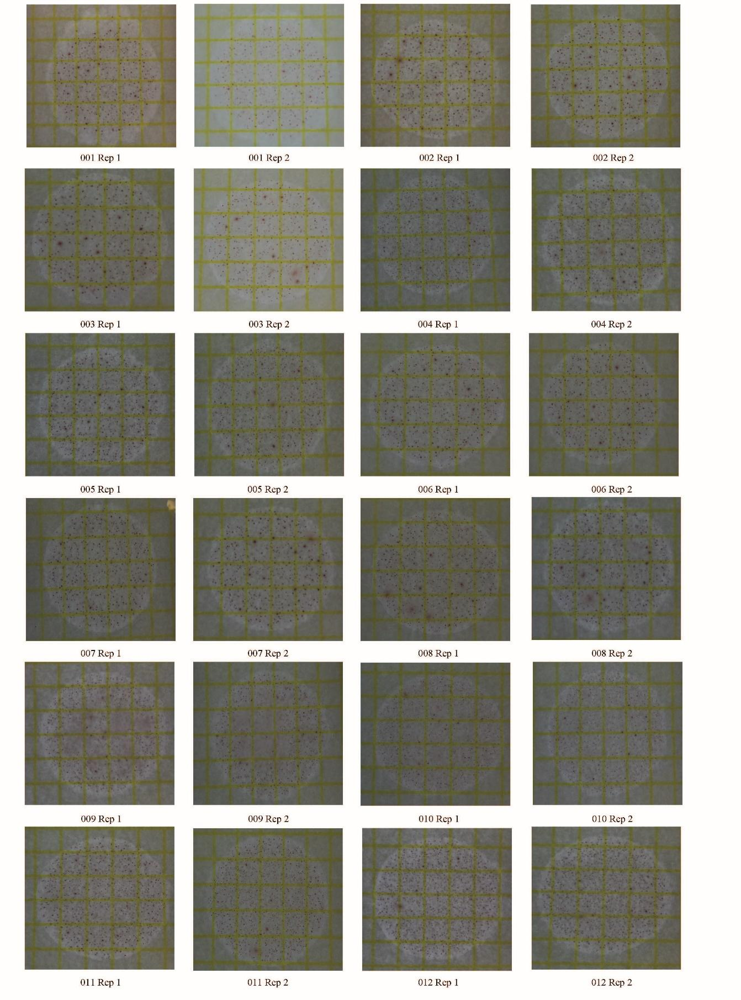 001 Rep 1
001 Rep 2
002 Rep 1
002 Rep 2
003 Rep 1
003 Rep 2
004 Rep 1
004 Rep 2
005 Rep 1
005 Rep 2
006 Rep 1
006 Rep 2
007 Rep 1
007 Rep 2
008 Rep 1
008 Rep 2
009 Rep 1
009 Rep 2
010 Rep 1
010 Rep 2
011 Rep 1
011 Rep 2
012 Rep 1
012 Rep 2